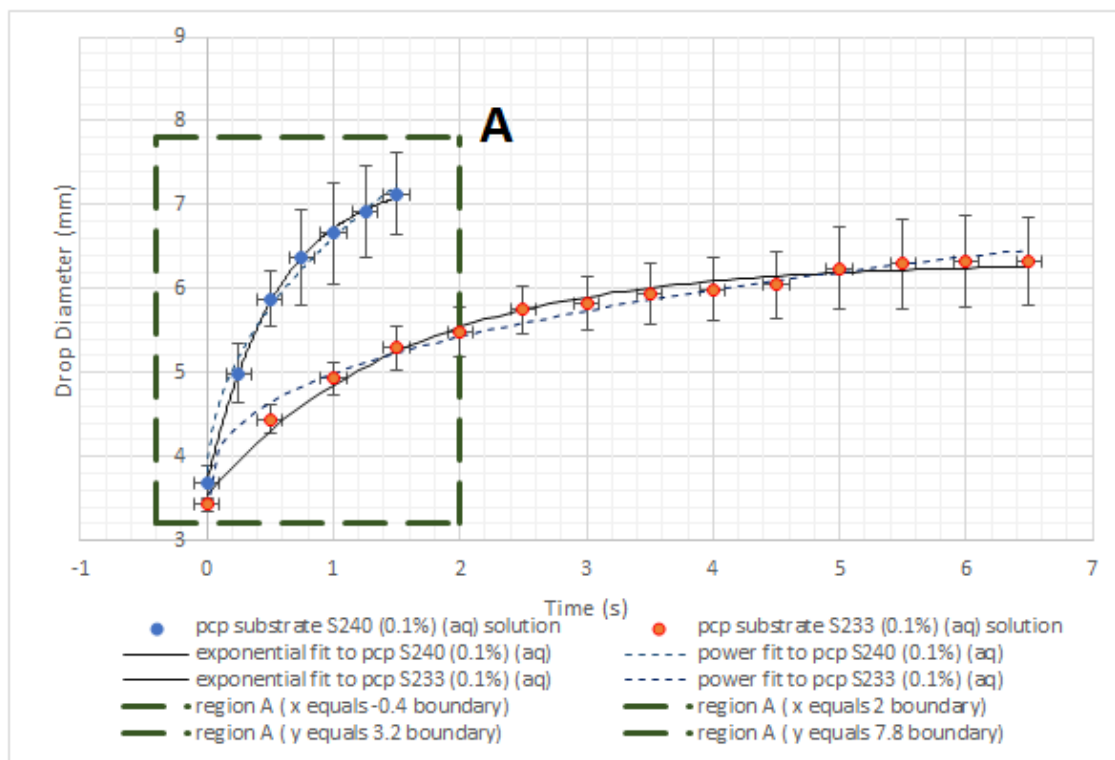 9
8
A
7
6
5
4
3
Drop Diameter (mm)
-1 0 1 2 3 4 5 6 7
Time (s)
pcp substrate S240 (0.1%) (aq) solution
pcp substrate S233 (0.1%) (aq) solution
exponential fit to pcp S240 (0.1%) (aq)
power fit to pcp S240 (0.1%) (aq)
exponential fit to pcp S233 (0.1%) (aq)
power fit to pcp S233 (0.1%) (aq)
region A ( x equals -0.4 boundary)
region A ( x equals 2 boundary)
region A ( y equals 3.2 boundary)
region A ( y equals 7.8 boundary)